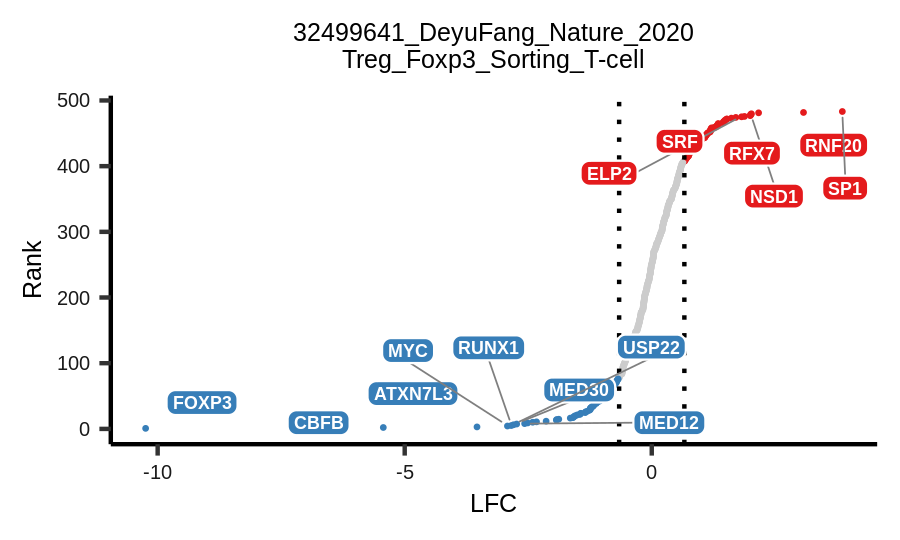 32499641_DeyuFang_Nature_2020
Treg_Foxp3_Sorting_T-cell
500
400
300
200
100
0
Rank
SRF
RNF20
RFX7
ELP2
SP1
NSD1
USP22
RUNX1
MYC
MED30
ATXN7L3
FOXP3
CBFB
MED12
-10
-5
0
LFC